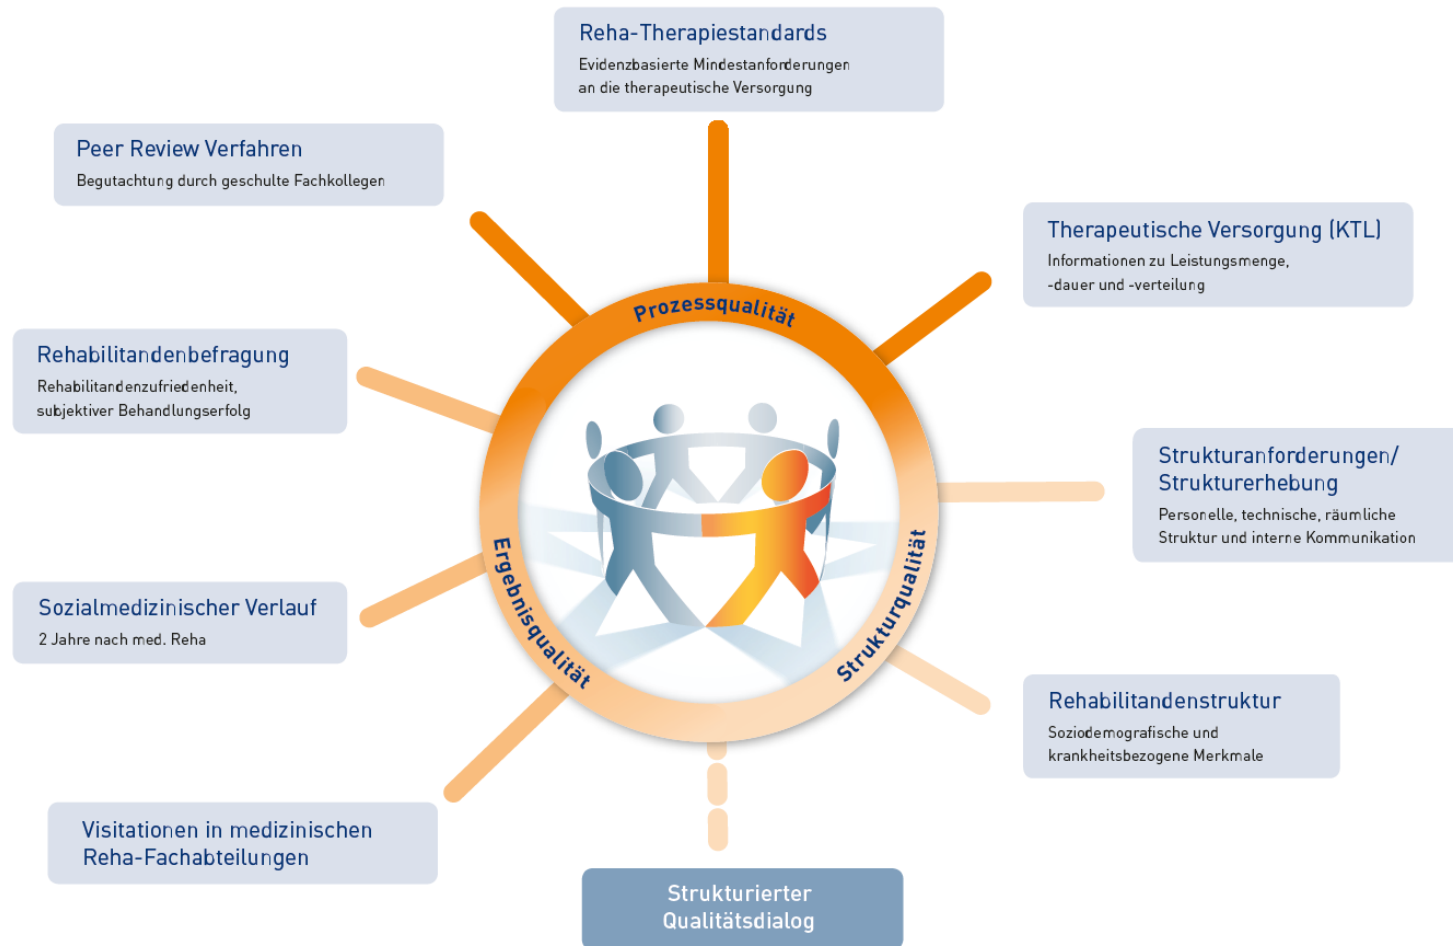 Reha-Therapiestandards
Evidenzbasierte Mindestanforderungen
an die therapeutische Versorgung
Peer Review Verfahren
Begutachtung durch geschulte Fachkollegen
Therapeutische Versorgung (KTL)
Informationen zu Leistungsmenge,
-dauer und -verteilung
Prozessqualität
Rehabilitandenbefragung
Rehabilitandenzufriedenheit,
subjektiver Behandlungserfolg
Strukturanforderungen/
Strukturerhebung
Personelle, technische, räumliche
Struktur und interne Kommunikation
Ergebnisqualität
Strukturqualität
Sozialmedizinischer Verlauf
2 Jahre nach med. Reha
Rehabilitandenstruktur
Soziodemografische und
krankheitsbezogene Merkmale
Visitationen in medizinischen
Reha-Fachabteilungen
Strukturierter
Qualitätsdialog